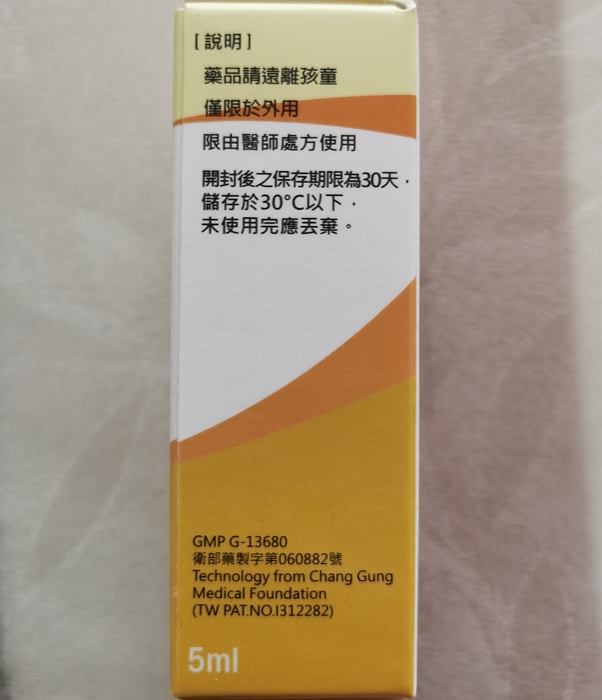 [說明]
藥品請遠離孩童
僅限於外用
限由醫師處方使用
開封後之保存期限為30天，
儲存於30°C以下，
未使用完應丟棄。
GMP G-13680
衛部藥製字第060882號
Technology from Chang Gung
Medical Foundation
(TW PAT.NO.I312282)
5ml